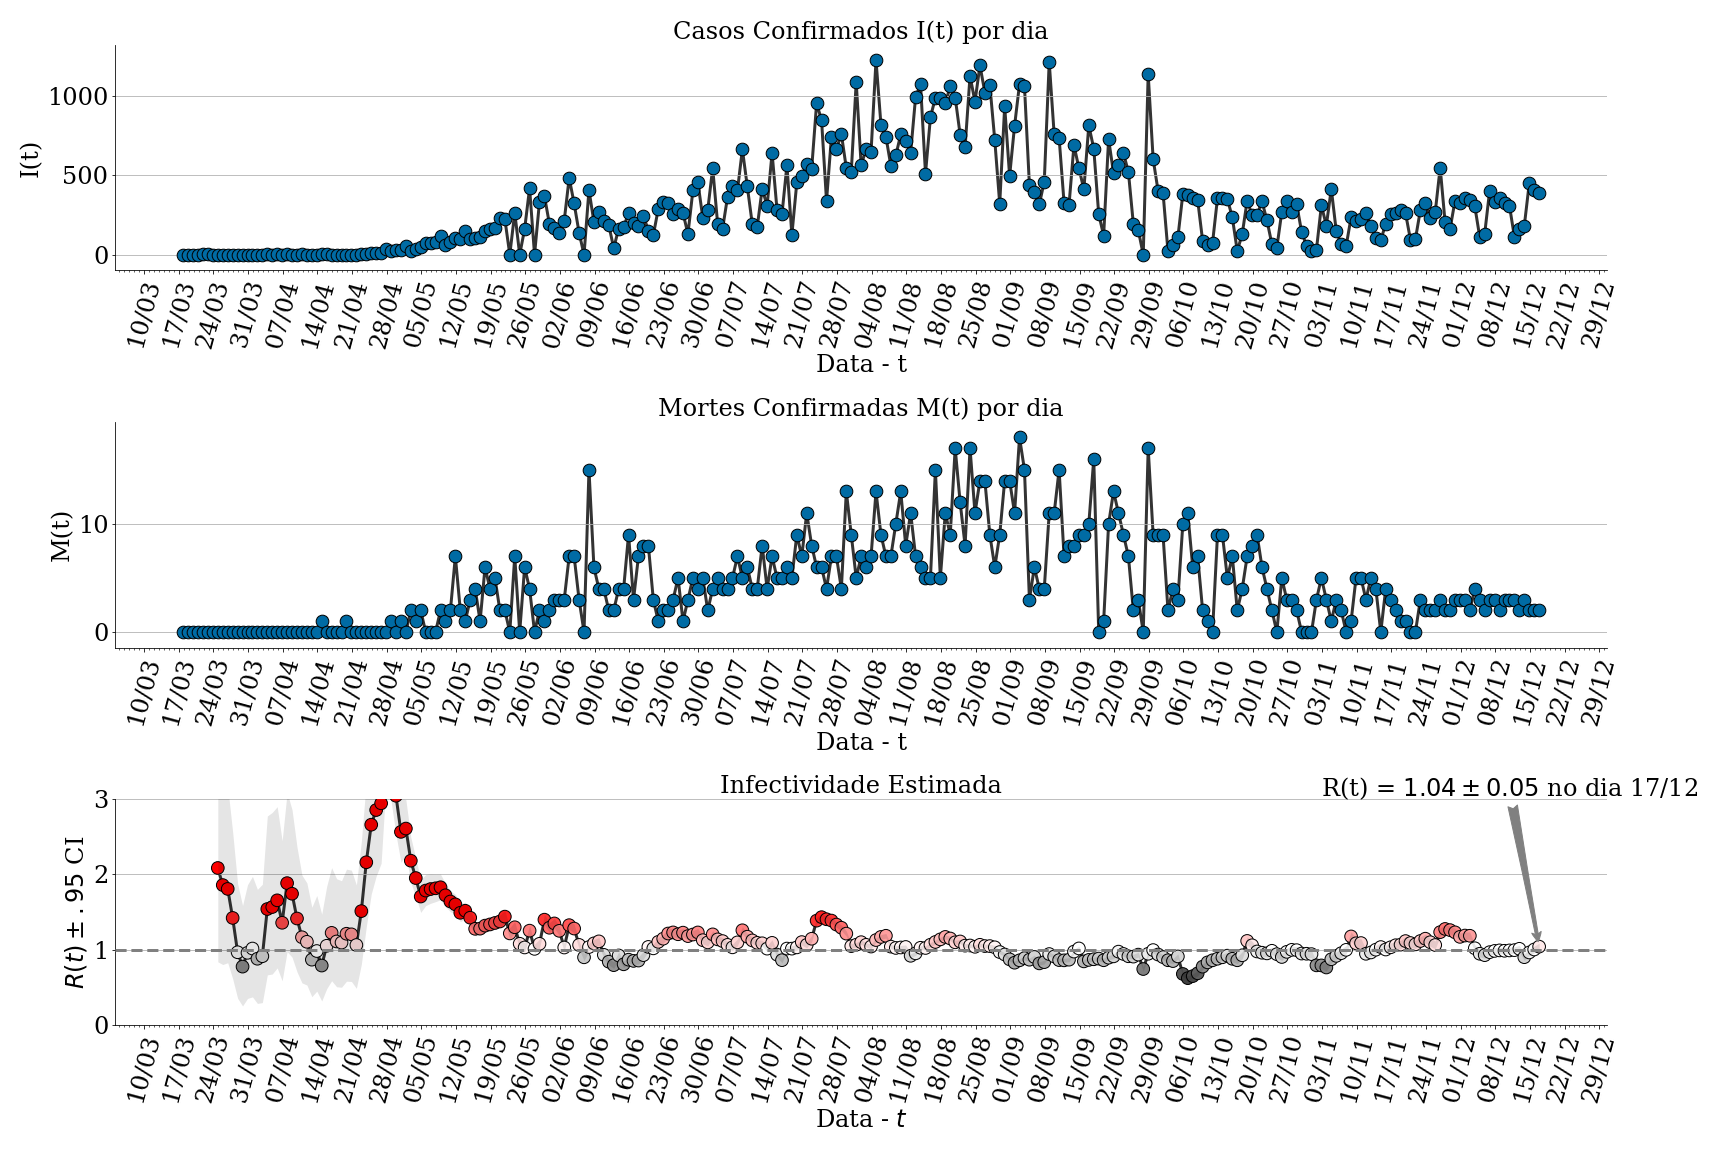 Casos Confirmados I(t) por dia
I(t)
1000
500
0
10/03 17/03 24/03 31/03 07/04 14/04 21/04 28/04 05/05 12/05 19/05 26/05 02/06 09/06 16/06 23/06 30/06 07/07 14/07 21/07 28/07 04/08 11/08 18/08 25/08 01/09 08/09 15/09 22/09 29/09 06/10 13/10 20/10 27/10 03/11 10/11 17/11 24/11 01/12 08/12 15/12 22/12 29/12
Data - t
Mortes Confirmadas M(t) por dia
M(t)
10
0
10/03 17/03 24/03 31/03 07/04 14/04 21/04 28/04 05/05 12/05 19/05 26/05 02/06 09/06 16/06 23/06 30/06 07/07 14/07 21/07 28/07 04/08 11/08 18/08 25/08 01/09 08/09 15/09 22/09 29/09 06/10 13/10 20/10 27/10 03/11 10/11 17/11 24/11 01/12 08/12 15/12 22/12 29/12
Data - t
Infectividade Estimada
R(t) = 1.04 ± 0.05 no dia 17/12
R(t) ± .95 CI
3
2
1
0
10/03 17/03 24/03 31/03 07/04 14/04 21/04 28/04 05/05 12/05 19/05 26/05 02/06 09/06 16/06 23/06 30/06 07/07 14/07 21/07 28/07 04/08 11/08 18/08 25/08 01/09 08/09 15/09 22/09 29/09 06/10 13/10 20/10 27/10 03/11 10/11 17/11 24/11 01/12 08/12 15/12 22/12 29/12
Data - t